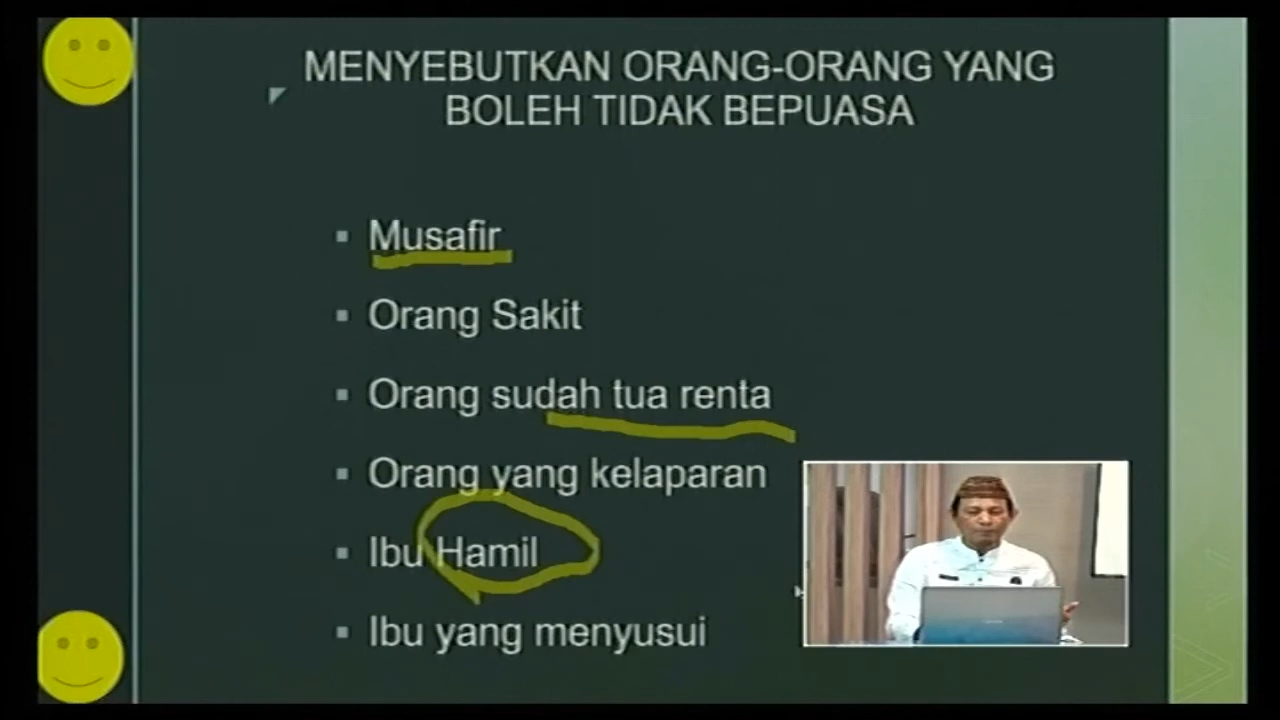 MENYEBUTKAN ORANG-ORANG YANG
BOLEH TIDAK BEPUASA
Musafir
Orang Sakit
Orang sudah tua renta
Orang yang kelaparan
Ibu Hamil
Ibu yang menyusui